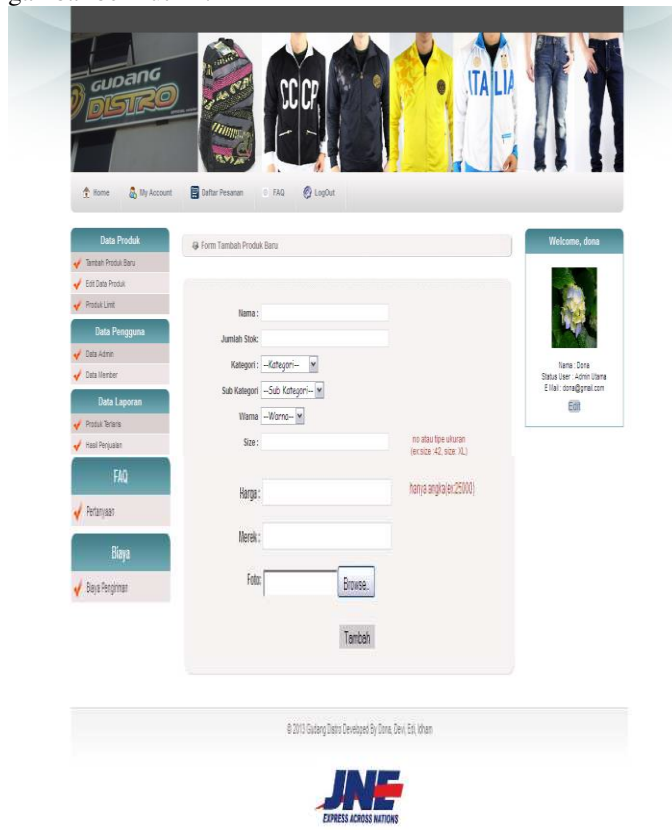 GUDANG
DISTRO
CCCP
ITALIA
Home My Account Daftar Pesanan FAQ LogOut
Data Produk
Tambah Produk Baru
Edit Data Produk
Produk Limit
Data Pengguna
Data Admin
Data Member
Data Laporan
Produk Terlaris
Hasil Penjualan
FAQ
Pertanyaan
Biaya
Biaya Pengiriman
Form Tambah Produk Baru
Nama :
Jumlah Stok:
Kategori : --Kategori--
Sub Kategori --Sub Kategori--
Warna --Warna--
Size : no atau tipe ukuran
(ex:size :42, size: XL)
Harga : hanya angka(ex:25000)
Merek :
Foto: Browse..
Tambah
Welcome, dona
Nama : Dona
Status User : Admin Utama
E Mail : dona@gmail.com
Edit
© 2013 Gudang Distro Developed By Dona, Devi, Esti, Idham
JNE
EXPRESS ACROSS NATIONS